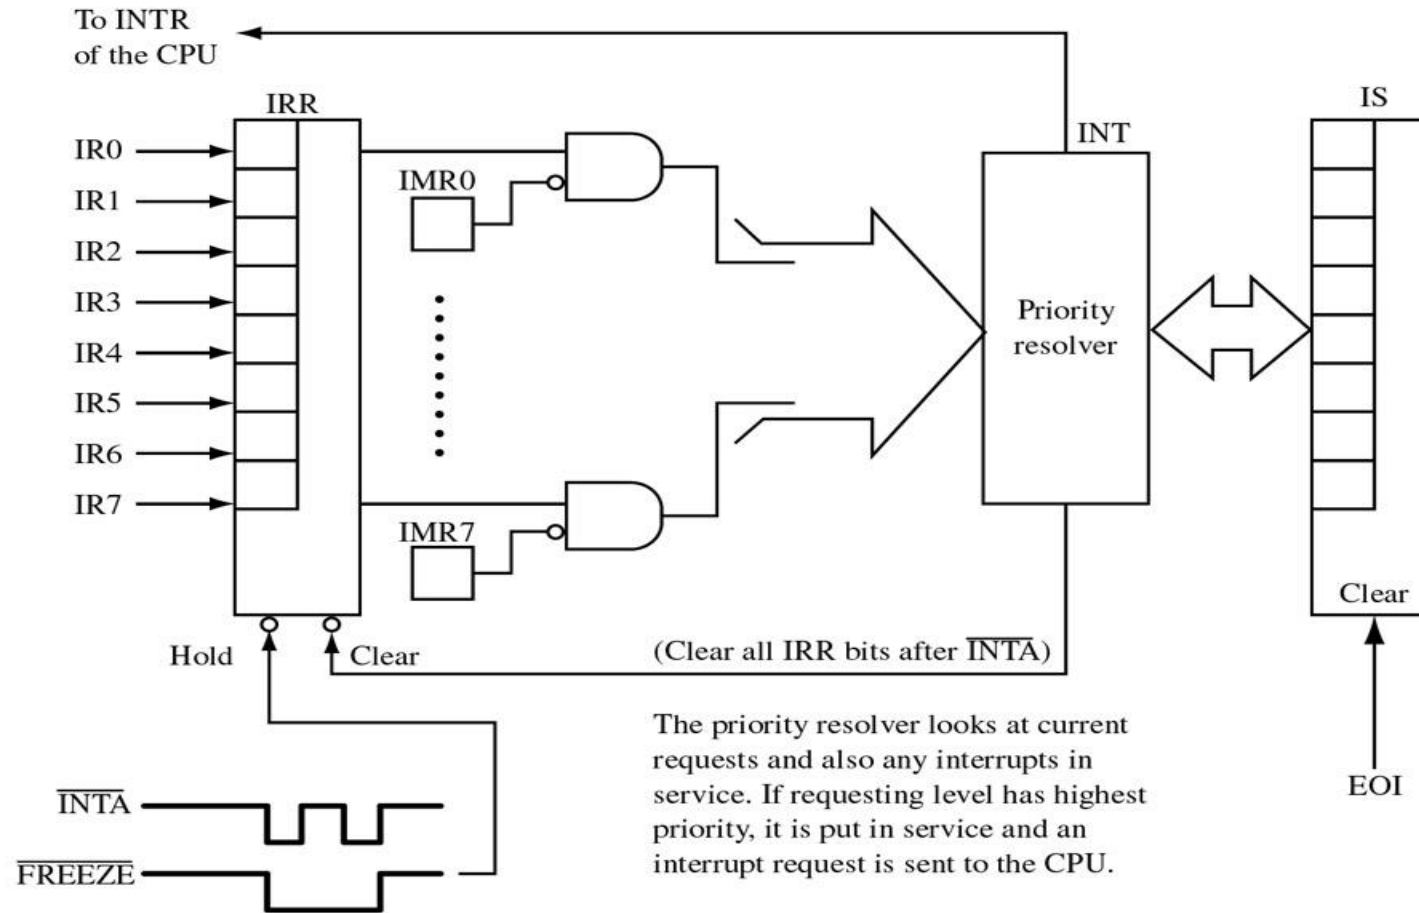 To INTR
of the CPU
IRR
IS
INT
IR0
IR1
IR2
IR3
IR4
IR5
IR6
IR7
IMR0
IMR7
Priority
resolver
Hold
Clear
(Clear all IRR bits after I̅N̅T̅A̅)
Clear
EOI
The priority resolver looks at current
requests and also any interrupts in
service. If requesting level has highest
priority, it is put in service and an
interrupt request is sent to the CPU.
I̅N̅T̅A̅
F̅R̅E̅E̅Z̅E̅